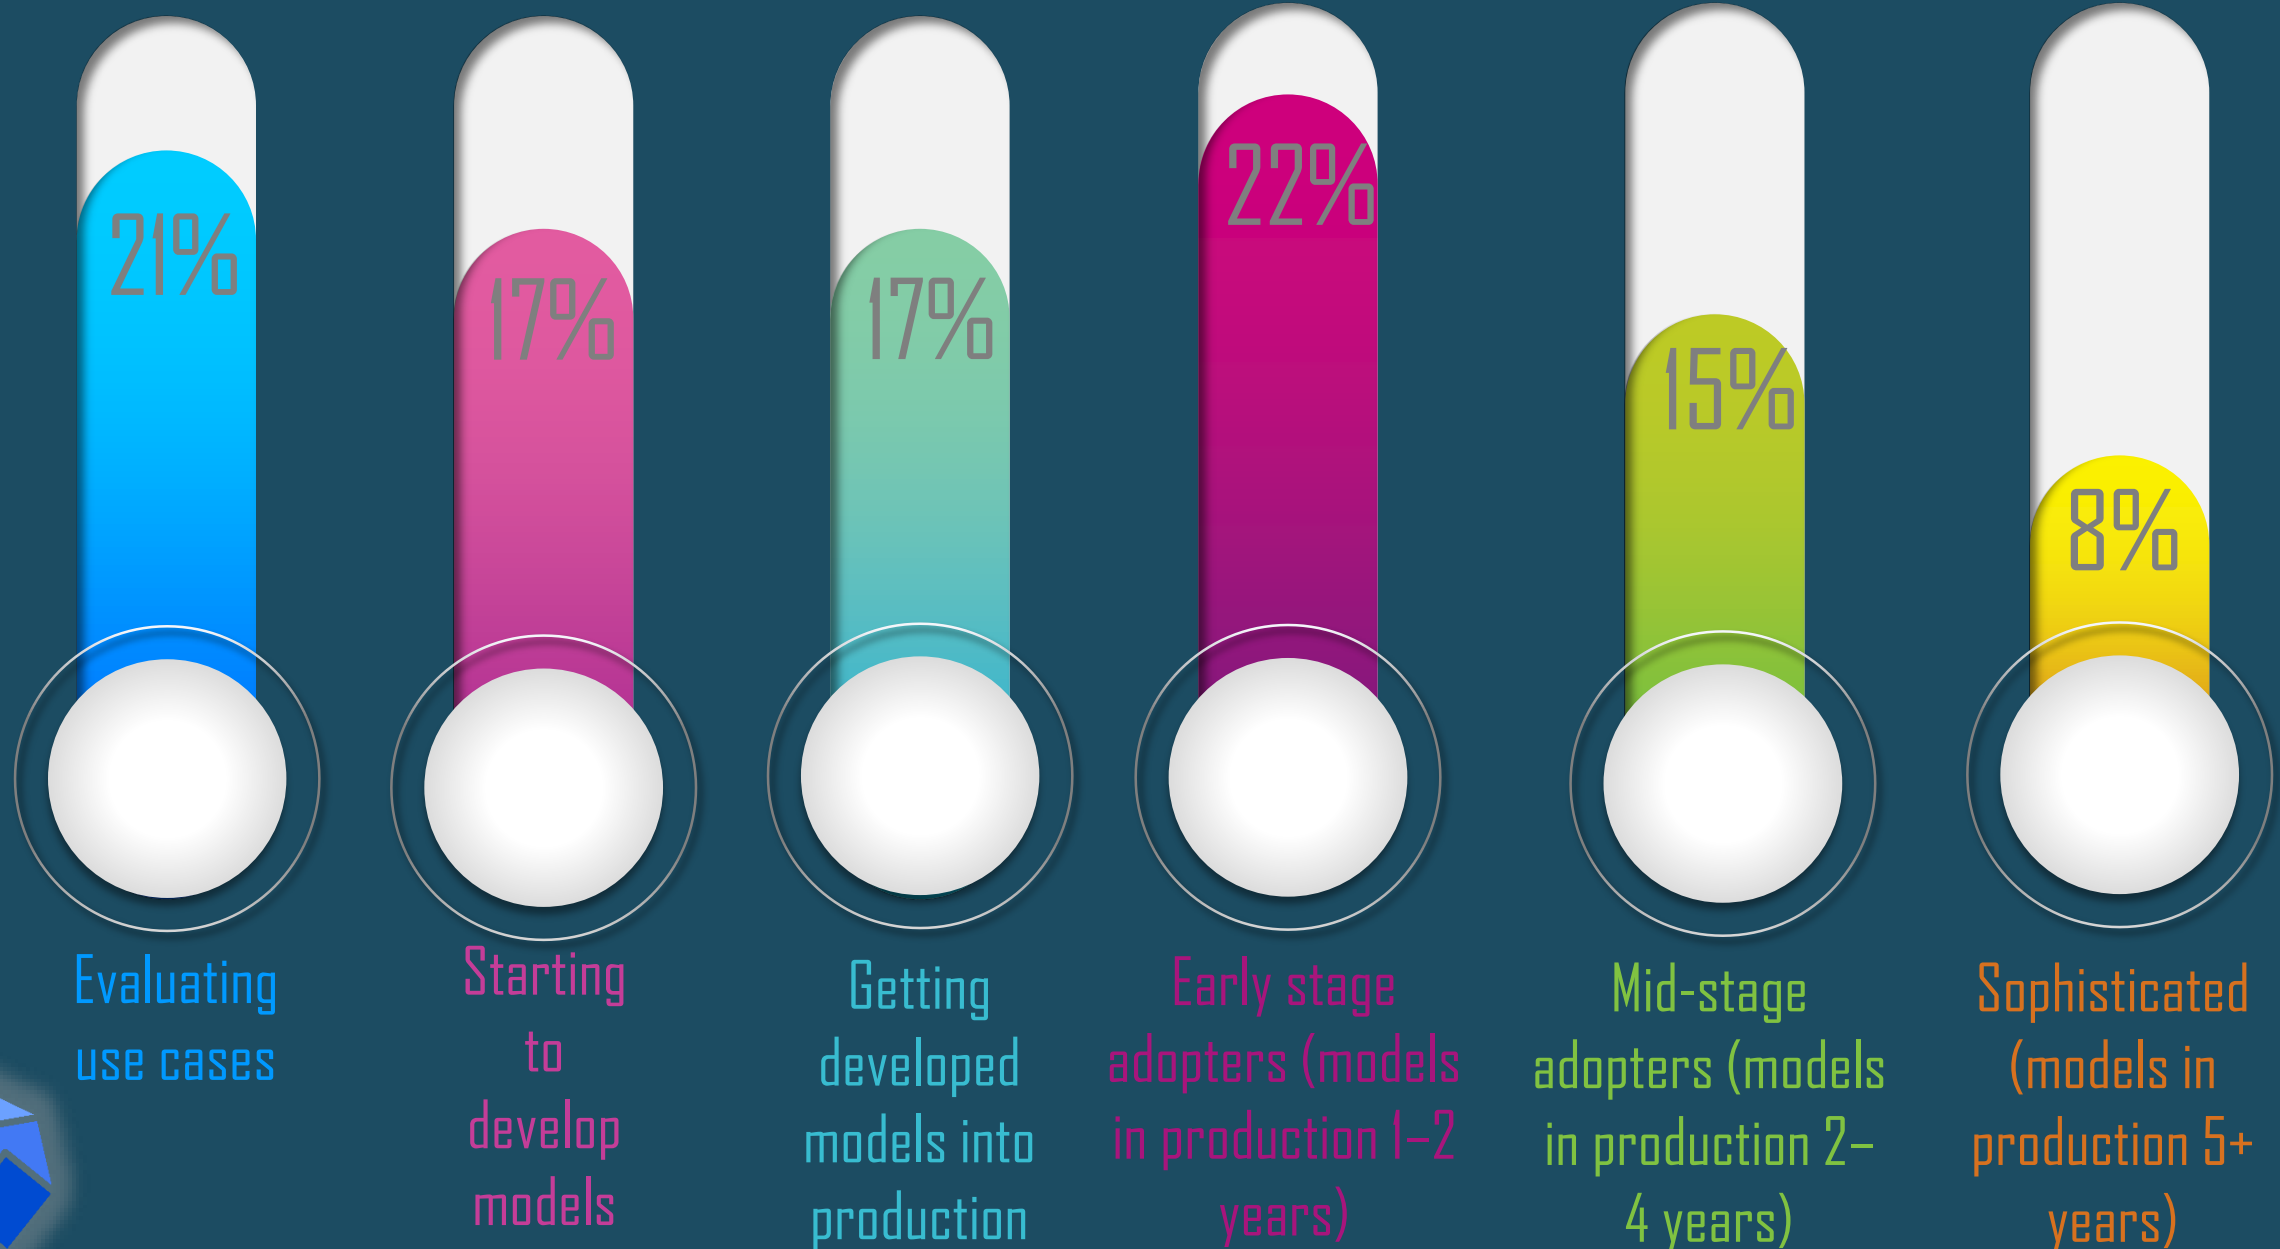 21%
17%
17%
22%
15%
8%
Evaluating
use cases
Starting
to
develop
models
Getting
developed
models into
production
Early stage
adopters (models
in production 1–2
years)
Mid-stage
adopters (models
in production 2–
4 years)
Sophisticated
(models in
production 5+
years)